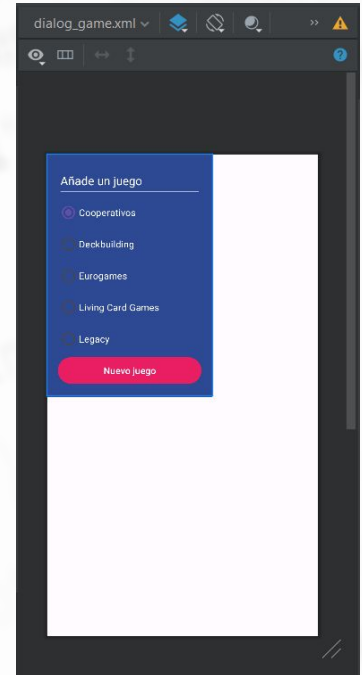 dialog_game.xml
Añade un juego
Cooperativos
Deckbuilding
Eurogames
Living Card Games
Legacy
Nuevo juego